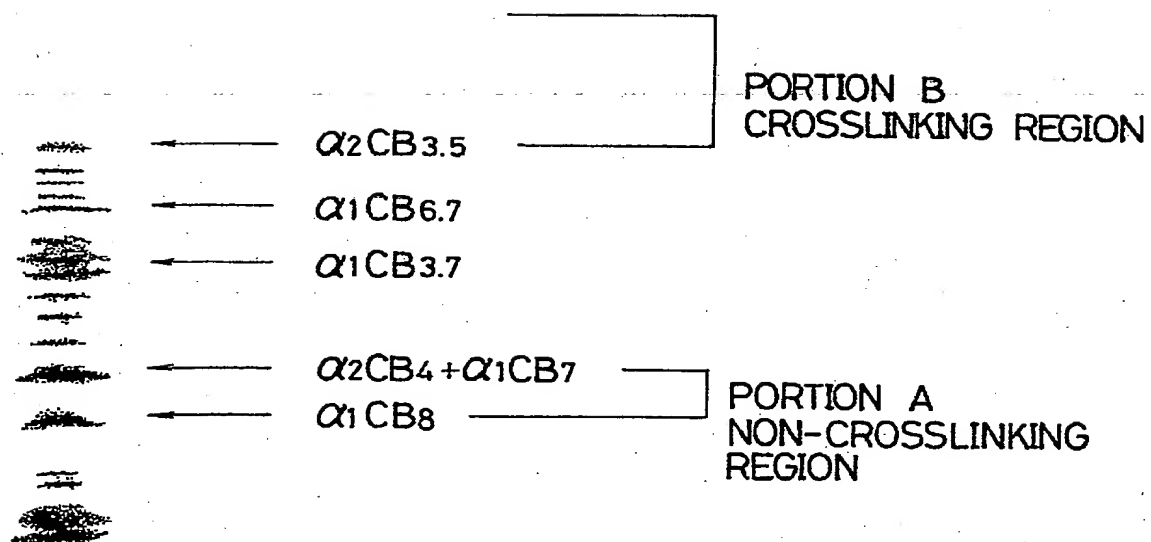 PORTION B
CROSSLINKING REGION
α2CB3.5
α1CB6.7
α1CB3.7
α2CB4+α1CB7
α1CB8
PORTION A
NON-CROSSLINKING
REGION